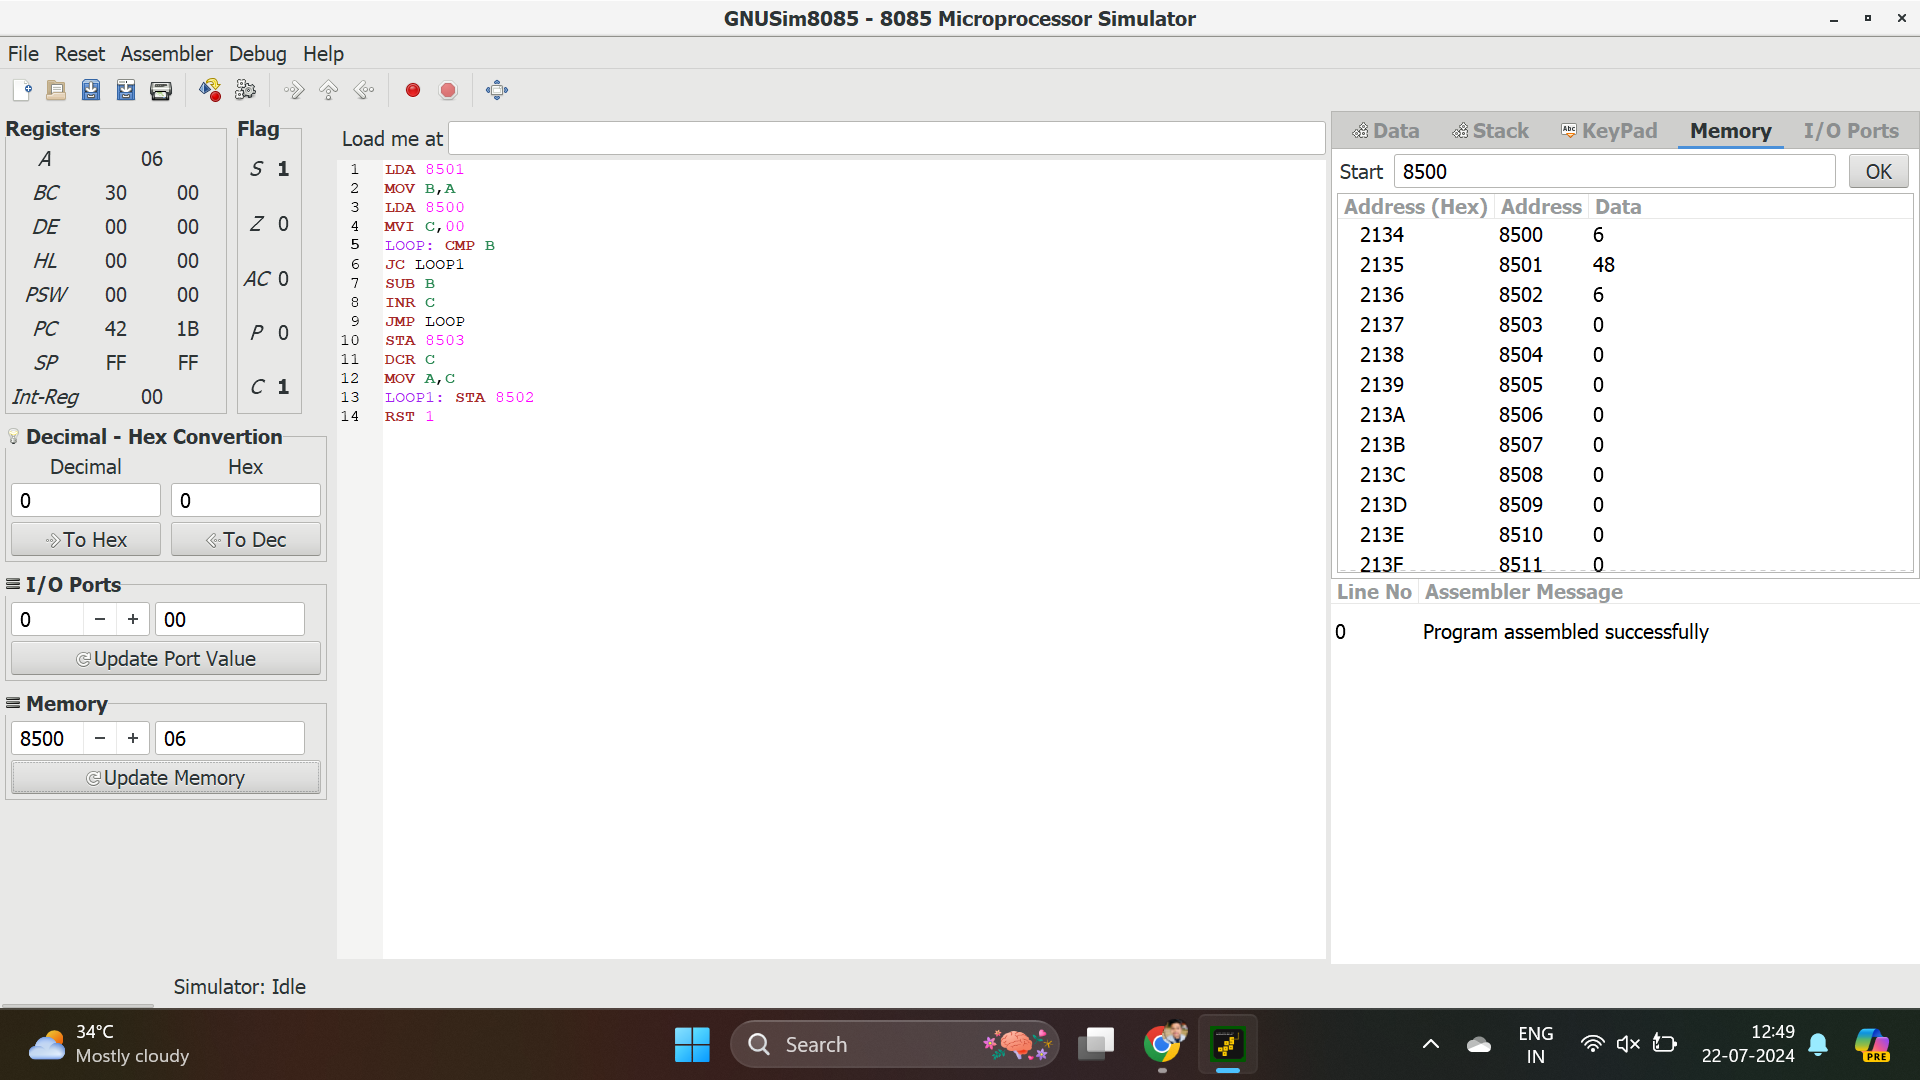 GNUSim8085 - 8085 Microprocessor Simulator
File Reset Assembler Debug Help
Registers
A 06
BC 30 00
DE 00 00
HL 00 00
PSW 00 00
PC 42 1B
SP FF FF
Int-Reg 00
Flag
S 1
Z 0
AC 0
P 0
C 1
Decimal - Hex Convertion
Decimal Hex
0 0
To Hex To Dec
I/O Ports
0 − + 00
Update Port Value
Memory
8500 − + 06
Update Memory
Load me at
1 LDA 8501
2 MOV B,A
3 LDA 8500
4 MVI C,00
5 LOOP: CMP B
6 JC LOOP1
7 SUB B
8 INR C
9 JMP LOOP
10 STA 8503
11 DCR C
12 MOV A,C
13 LOOP1: STA 8502
14 RST 1
Data Stack Abc KeyPad Memory I/O Ports
Start 8500 OK
Address (Hex) Address Data
2134 8500 6
2135 8501 48
2136 8502 6
2137 8503 0
2138 8504 0
2139 8505 0
213A 8506 0
213B 8507 0
213C 8508 0
213D 8509 0
213E 8510 0
213F 8511 0
Line No Assembler Message
0 Program assembled successfully
Simulator: Idle
34°C
Mostly cloudy
Search
ENG
IN
12:49
22-07-2024
PRE